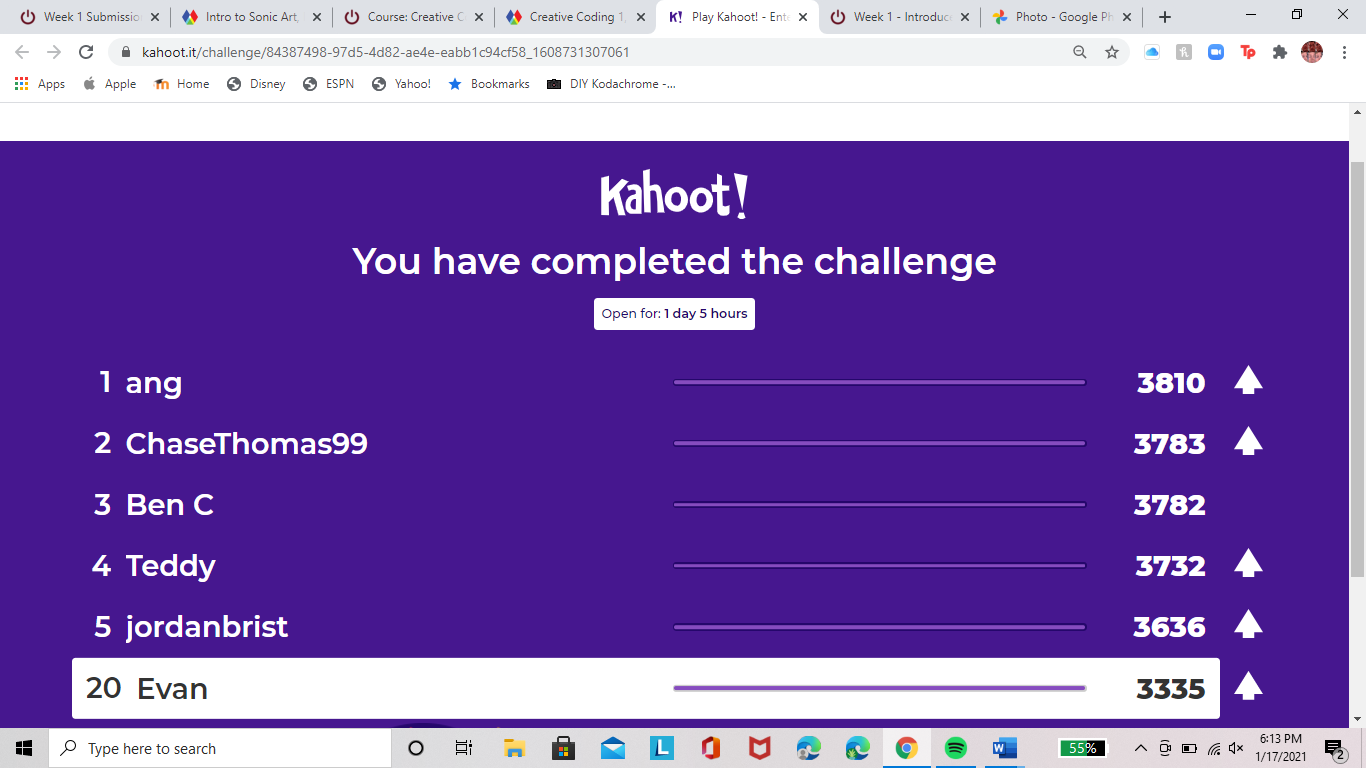 Week 1 Submissio
Intro to Sonic Art,
Course: Creative C
Creative Coding 1,
K! Play Kahoot! - Ente
Week 1 - Introduce
Photo - Google Ph
kahoot.it/challenge/84387498-97d5-4d82-ae4e-eabb1c94cf58_1608731307061
Apps Apple Home Disney ESPN Yahoo! Bookmarks DIY Kodachrome -...
Kahoot!
You have completed the challenge
Open for: 1 day 5 hours
1 ang 3810
2 ChaseThomas99 3783
3 Ben C 3782
4 Teddy 3732
5 jordanbrist 3636
20 Evan 3335
Type here to search
55%
6:13 PM
1/17/2021
2